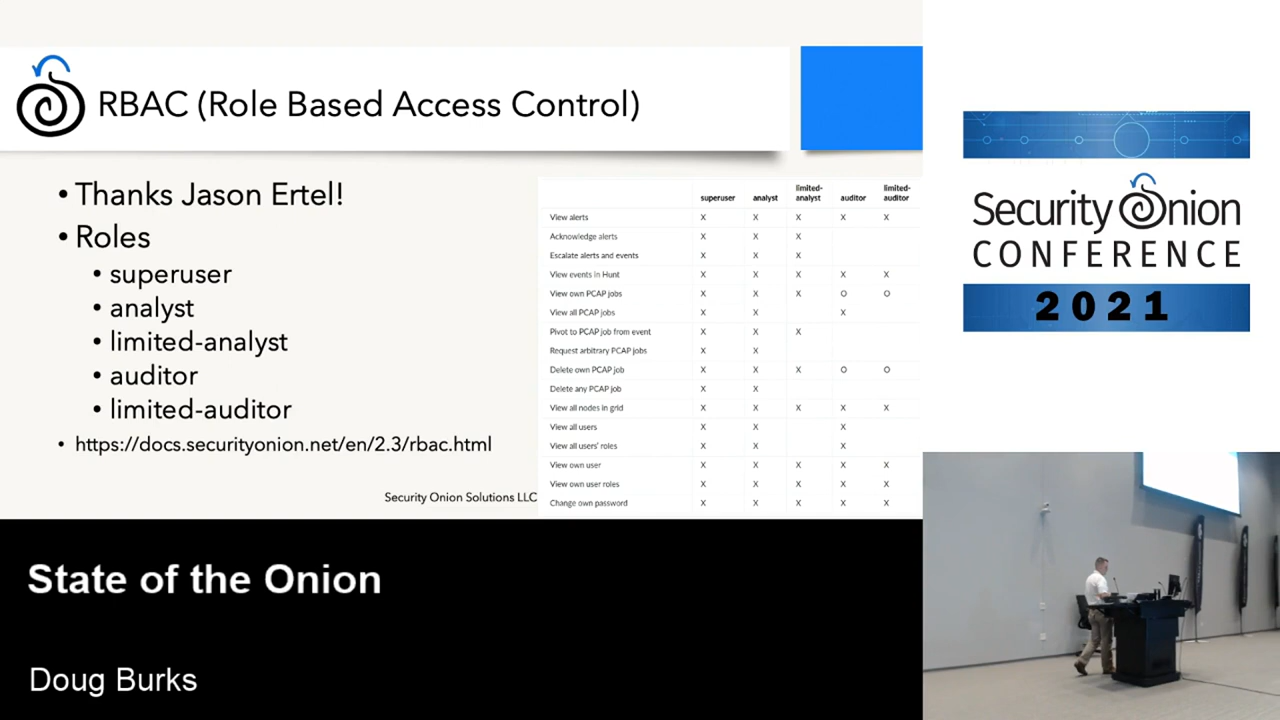 RBAC (Role Based Access Control)
• Thanks Jason Ertel!
• Roles
• superuser
• analyst
• limited-analyst
• auditor
• limited-auditor
• https://docs.securityonion.net/en/2.3/rbac.html
Security Onion Solutions LLC
superuser analyst limited-analyst auditor limited-auditor
View alerts X X X X X
Acknowledge alerts X X X
Escalate alerts and events X X X
View events in Hunt X X X X X
View own PCAP jobs X X X O O
View all PCAP jobs X X X
Pivot to PCAP job from event X X X
Request arbitrary PCAP jobs X X
Delete own PCAP job X X X O O
Delete any PCAP job X X
View all nodes in grid X X X X X
View all users X X X
View all users' roles X X X
View own user X X X X X
View own user roles X X X X X
Change own password X X X X X
Security Onion
CONFERENCE
2021
State of the Onion
Doug Burks